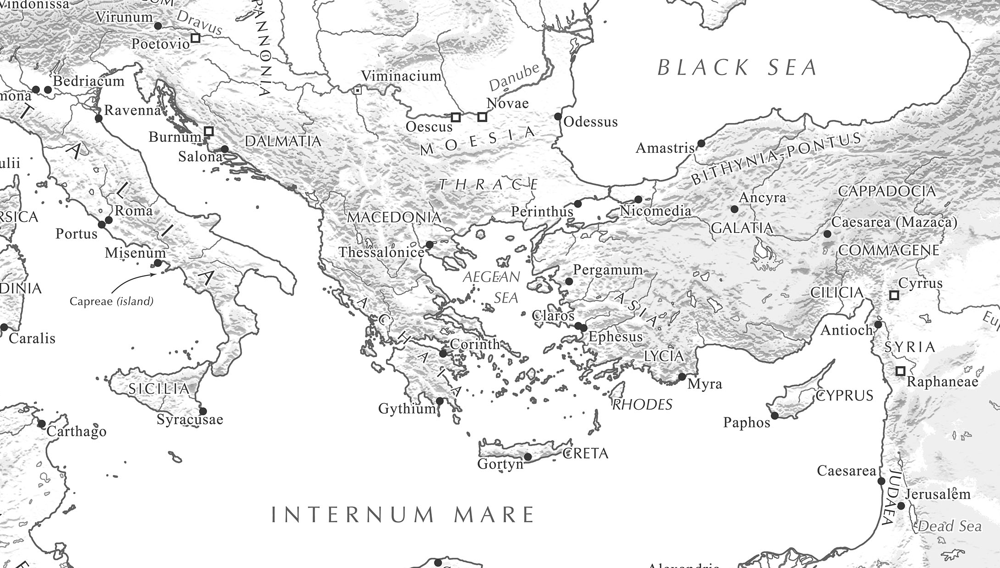 Vindonissa
Virunum
Dravus
Poetovio
PANNONIA
Bedriacum
Viminacium
Danube
BLACK SEA
Ravenna
Novae
Oescus
Odessus
Burnum
DALMATIA
MOESIA
Salona
Amastris
BITHYNIA-PONTUS
ITALIA
THRACE
CAPPADOCIA
Ancyra
Roma
Perinthus
Nicomedia
MACEDONIA
GALATIA
Caesarea (Mazaca)
Portus
Misenum
Thessalonice
COMMAGENE
Pergamum
AEGEAN
SEA
Cyrrus
CILICIA
Capreae (island)
ASIA
Claros
Antioch
Caralis
ACHAIA
Ephesus
Corinth
SYRIA
LYCIA
Myra
Raphaneae
SICILIA
CYPRUS
RHODES
Gythium
Syracusae
Paphos
Carthago
CRETA
Gortyn
Caesarea
JUDAEA
Jerusalem
INTERNUM MARE
Dead Sea